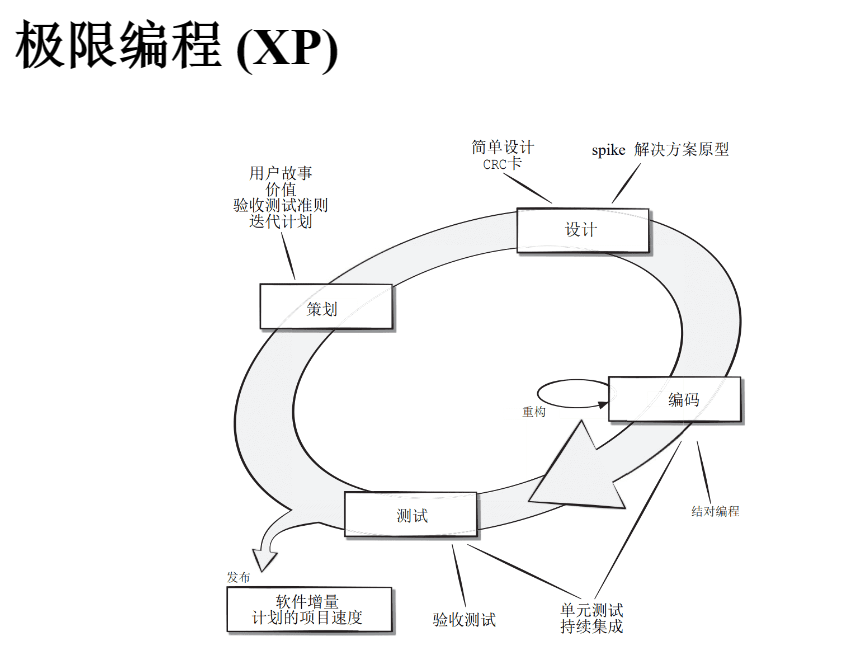 极限编程 (XP)
简单设计
CRC卡
spike 解决方案原型
用户故事
价值
验收测试准则
迭代计划
设计
策划
编码
重构
结对编程
测试
发布
软件增量
计划的项目速度
验收测试
单元测试
持续集成